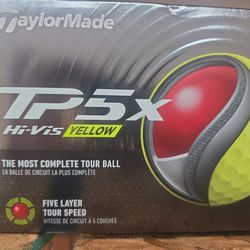 TaylorMade
TP5x
Hi-Vis YELLOW
THE MOST COMPLETE TOUR BALL
LA BALLE DE CIRCUIT LA PLUS COMPLÈTE
FIVE LAYER
TOUR SPEED
VITESSE DE CIRCUIT À 5 COUCHES